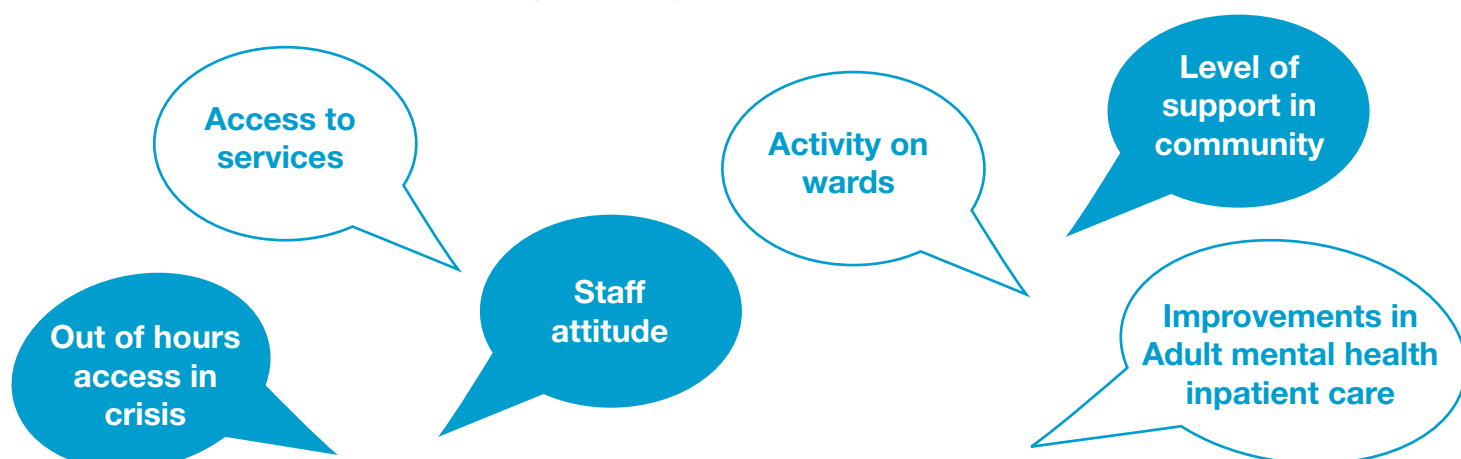 Access to
services
Activity on
wards
Level of
support in
community
Out of hours
access in
crisis
Staff
attitude
Improvements in
Adult mental health
inpatient care